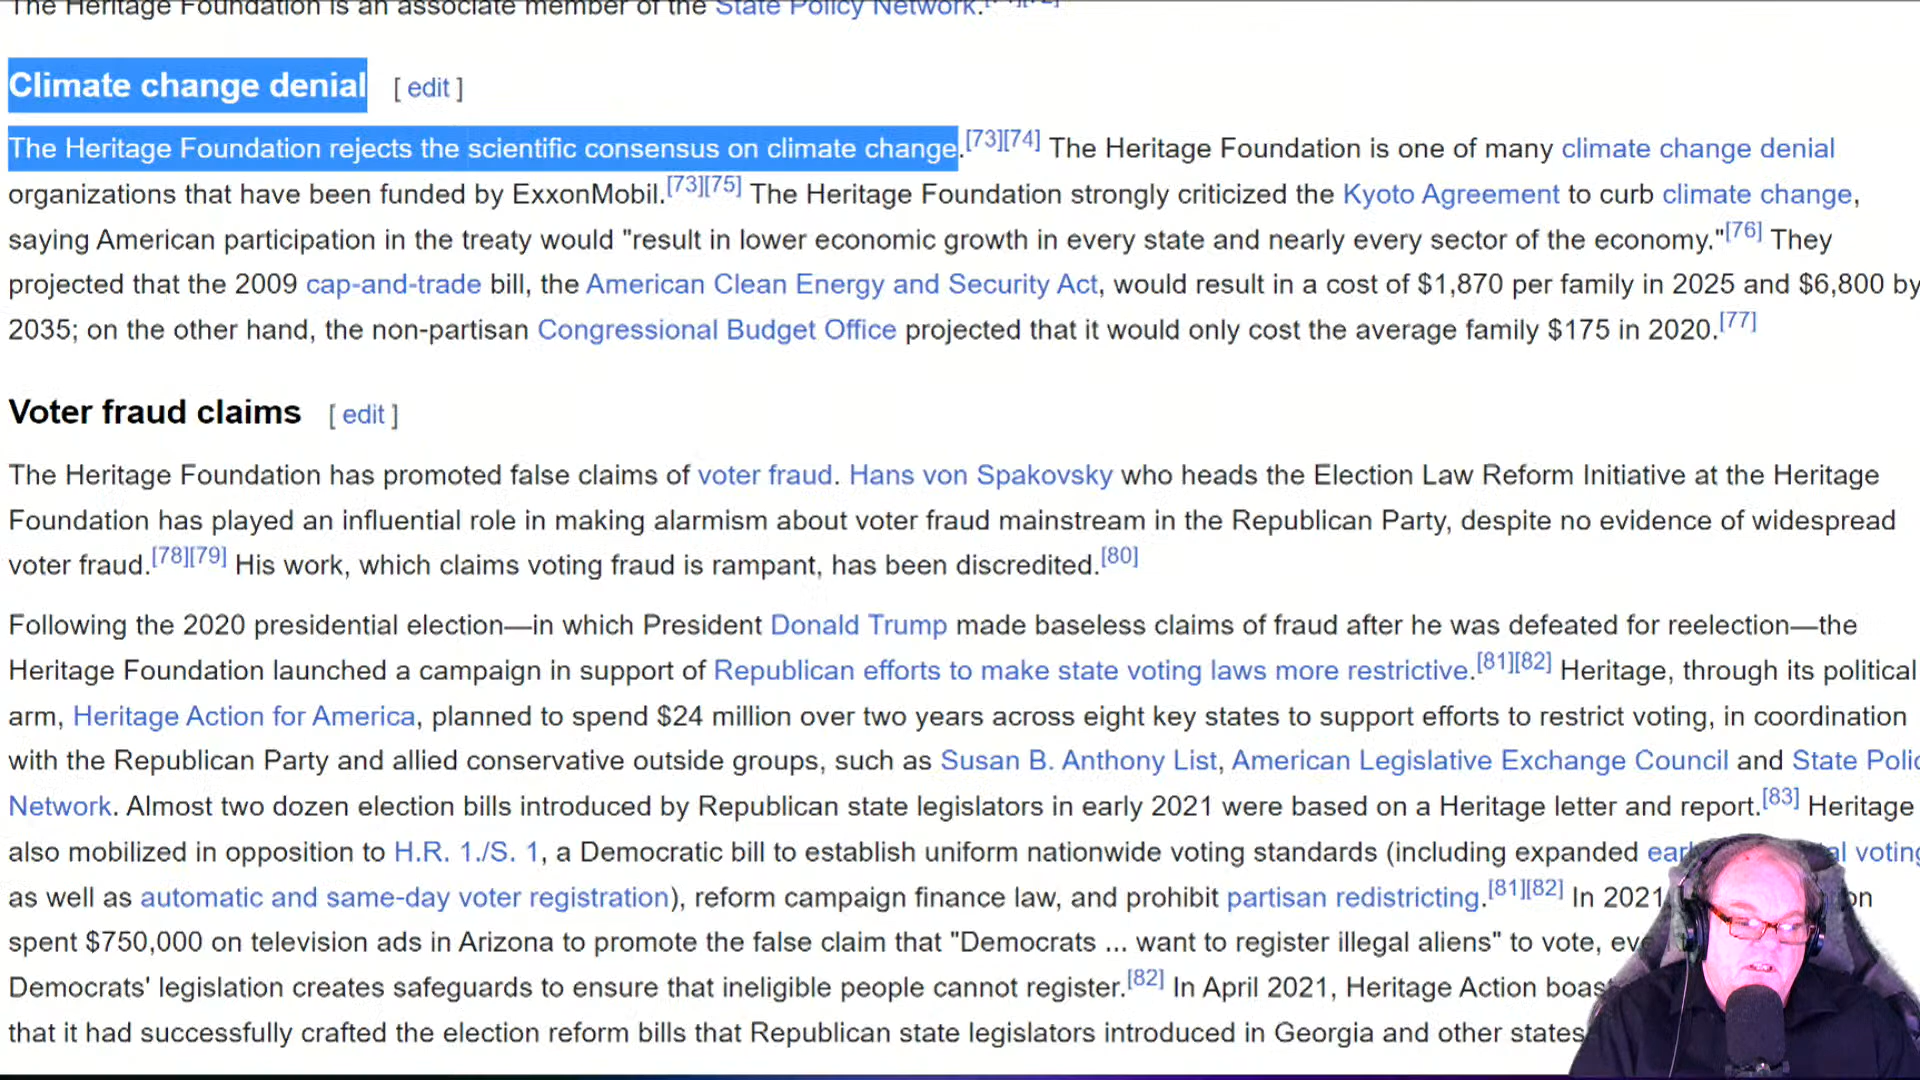 The Heritage Foundation is an associate member of the State Policy Network.
Climate change denial [ edit ]
The Heritage Foundation rejects the scientific consensus on climate change.[73][74] The Heritage Foundation is one of many climate change denial
organizations that have been funded by ExxonMobil.[73][75] The Heritage Foundation strongly criticized the Kyoto Agreement to curb climate change,
saying American participation in the treaty would "result in lower economic growth in every state and nearly every sector of the economy."[76] They
projected that the 2009 cap-and-trade bill, the American Clean Energy and Security Act, would result in a cost of $1,870 per family in 2025 and $6,800 by
2035; on the other hand, the non-partisan Congressional Budget Office projected that it would only cost the average family $175 in 2020.[77]
Voter fraud claims [ edit ]
The Heritage Foundation has promoted false claims of voter fraud. Hans von Spakovsky who heads the Election Law Reform Initiative at the Heritage
Foundation has played an influential role in making alarmism about voter fraud mainstream in the Republican Party, despite no evidence of widespread
voter fraud.[78][79] His work, which claims voting fraud is rampant, has been discredited.[80]
Following the 2020 presidential election—in which President Donald Trump made baseless claims of fraud after he was defeated for reelection—the
Heritage Foundation launched a campaign in support of Republican efforts to make state voting laws more restrictive.[81][82] Heritage, through its political
arm, Heritage Action for America, planned to spend $24 million over two years across eight key states to support efforts to restrict voting, in coordination
with the Republican Party and allied conservative outside groups, such as Susan B. Anthony List, American Legislative Exchange Council and State Polic
Network. Almost two dozen election bills introduced by Republican state legislators in early 2021 were based on a Heritage letter and report.[83] Heritage
also mobilized in opposition to H.R. 1./S. 1, a Democratic bill to establish uniform nationwide voting standards (including expanded ear al voting
as well as automatic and same-day voter registration), reform campaign finance law, and prohibit partisan redistricting.[81][82] In 2021 on
spent $750,000 on television ads in Arizona to promote the false claim that "Democrats ... want to register illegal aliens" to vote, ev
Democrats' legislation creates safeguards to ensure that ineligible people cannot register.[82] In April 2021, Heritage Action boas
that it had successfully crafted the election reform bills that Republican state legislators introduced in Georgia and other states